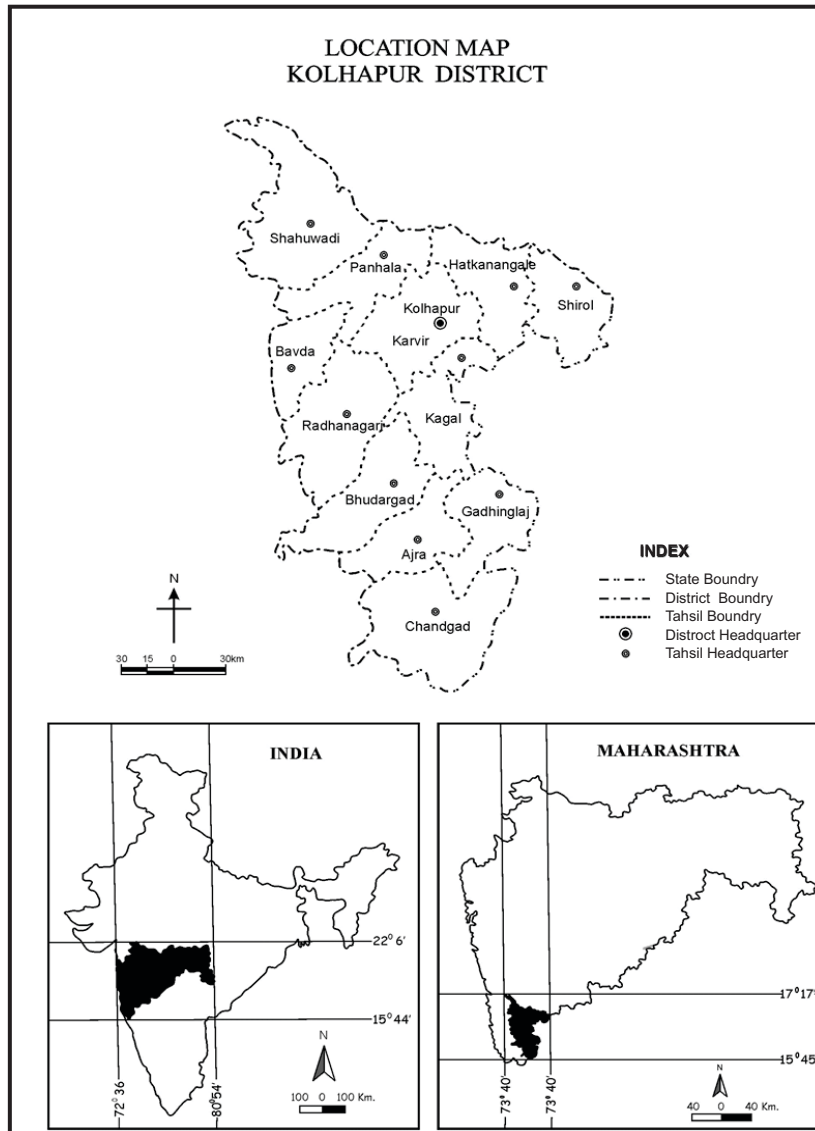 LOCATION MAP
KOLHAPUR DISTRICT
Shahuwadi
Panhala
Hatkanangale
Shirol
Kolhapur
Karvir
Bavda
Radhanagari
Kagal
Bhudargad
Gadhinglaj
Ajra
Chandgad
N
30 15 0 30km
INDEX
State Boundry
District Boundry
Tahsil Boundry
Distroct Headquarter
Tahsil Headquarter
INDIA
22° 6'
15° 44'
72° 36'
80° 54'
N
100 0 100 Km.
MAHARASHTRA
17° 17'
15° 45'
73° 40'
73° 40'
N
40 0 40 Km.